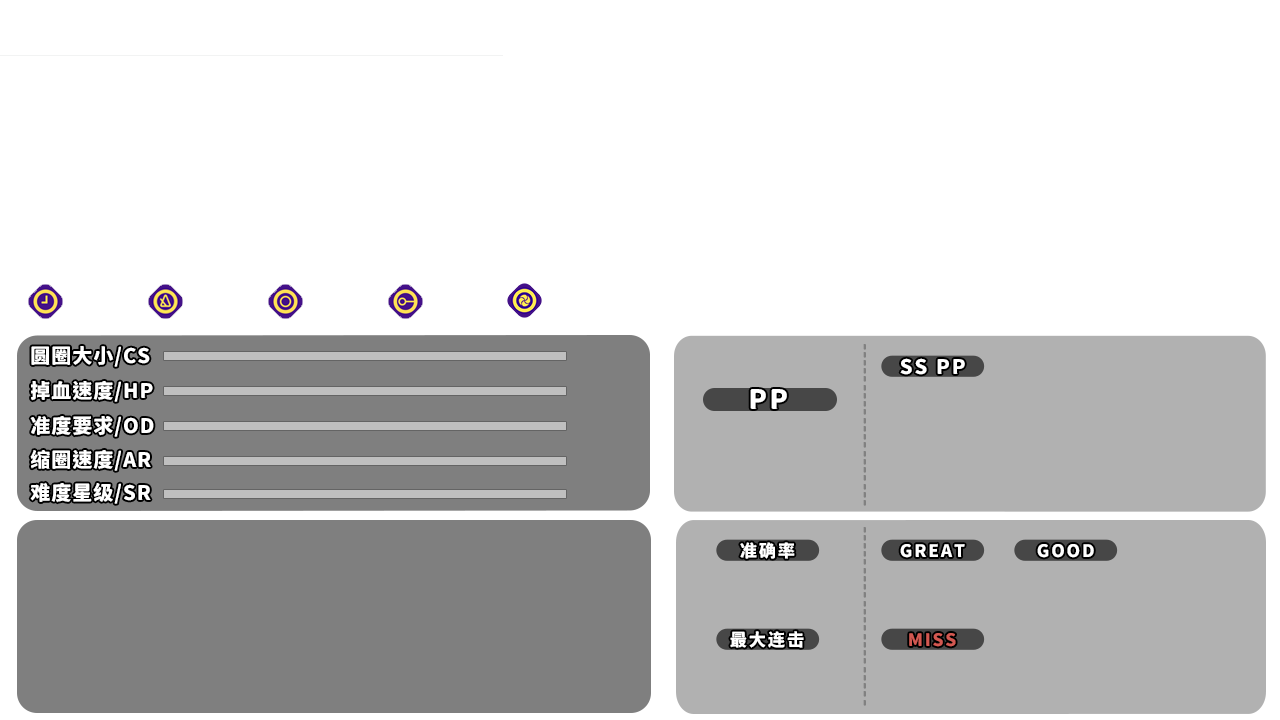 圆圈大小/CS
掉血速度/HP
准度要求/OD
缩圈速度/AR
难度星级/SR
PP
SS PP
准确率
GREAT
GOOD
最大连击
MISS